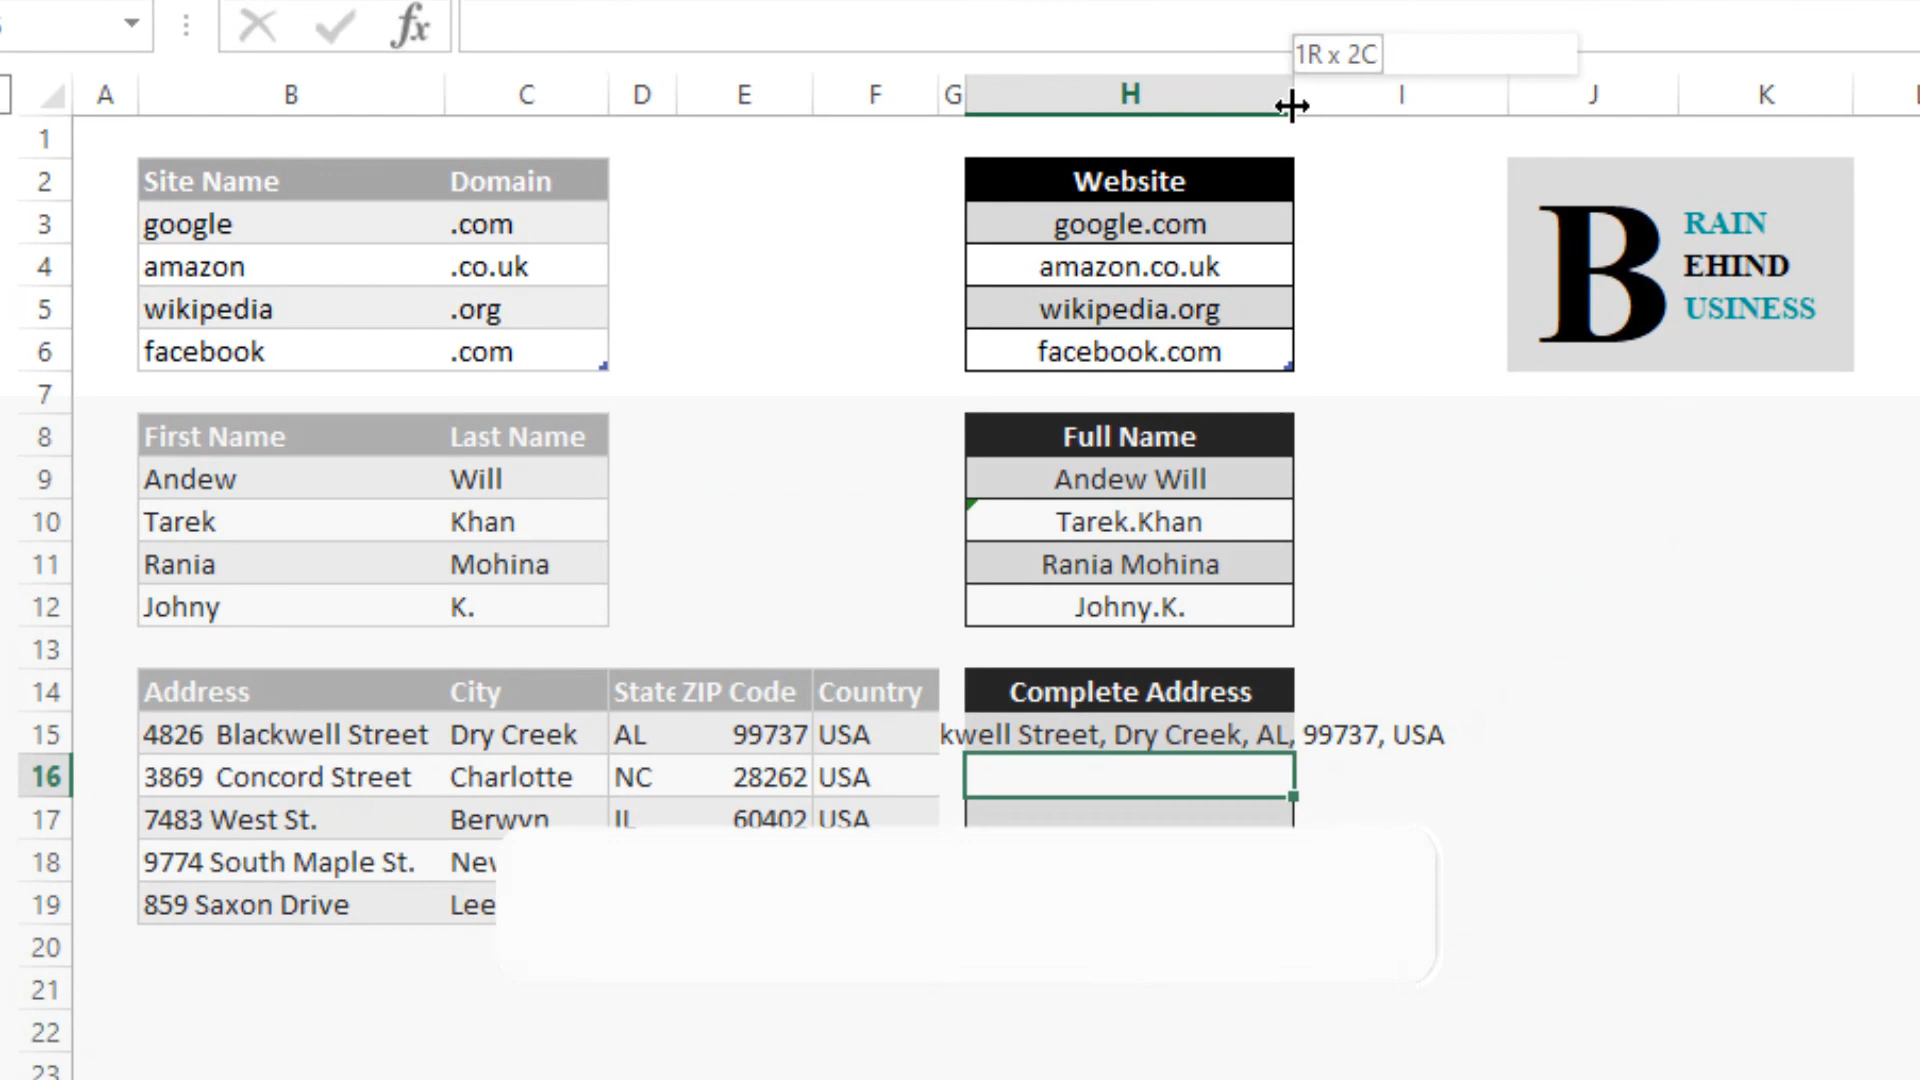 fx
1R x 2C
A B C D E F G H I J K
1
2 Site Name Domain Website
3 google .com google.com
4 amazon .co.uk amazon.co.uk
5 wikipedia .org wikipedia.org
6 facebook .com facebook.com
B RAIN
EHIND
USINESS
7
8 First Name Last Name Full Name
9 Andew Will Andew Will
10 Tarek Khan Tarek.Khan
11 Rania Mohina Rania Mohina
12 Johny K. Johny.K.
13
14 Address City State ZIP Code Country Complete Address
15 4826 Blackwell Street Dry Creek AL 99737 USA kwell Street, Dry Creek, AL, 99737, USA
16 3869 Concord Street Charlotte NC 28262 USA
17 7483 West St. Berwyn IL 60402 USA
18 9774 South Maple St.
19 859 Saxon Drive Lee
20
21
22
23